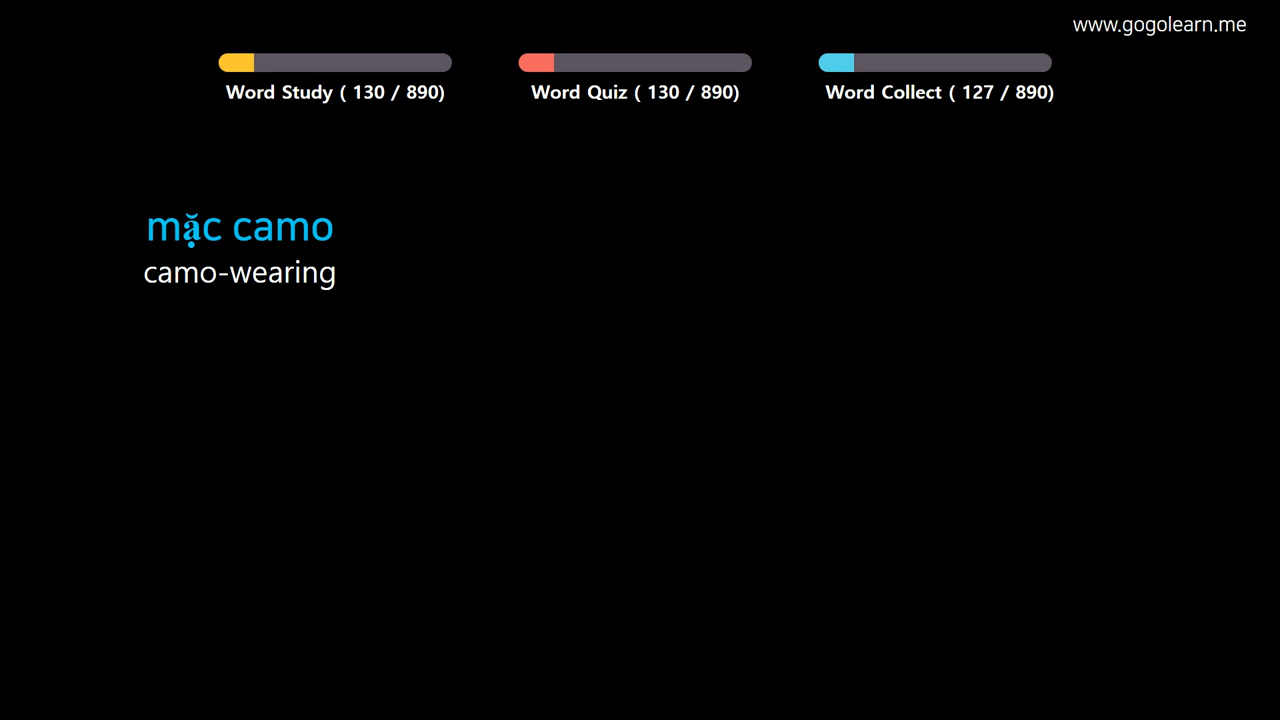 www.gogolearn.me
Word Study ( 130 / 890)
Word Quiz ( 130 / 890)
Word Collect ( 127 / 890)
mặc camo
camo-wearing